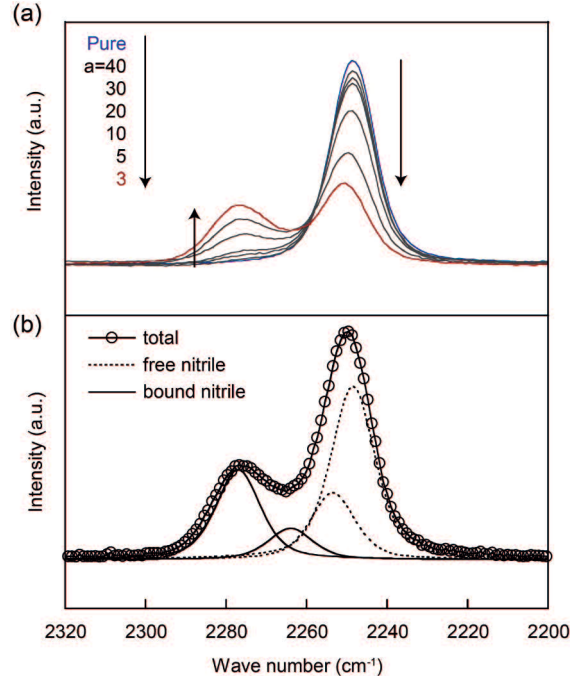 (a)
Pure
a=40
30
20
10
5
3
Intensity (a.u.)
(b)
total
free nitrile
bound nitrile
Intensity (a.u.)
2320 2300 2280 2260 2240 2220 2200
Wave number (cm⁻¹)